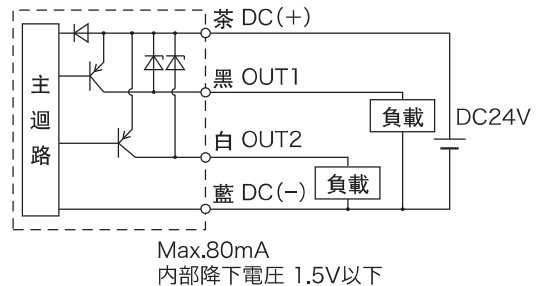 茶 DC(+)
主迴路
黑 OUT1
負載
DC24V
白 OUT2
負載
藍 DC(-)
Max.80mA
内部降下電圧 1.5V以下